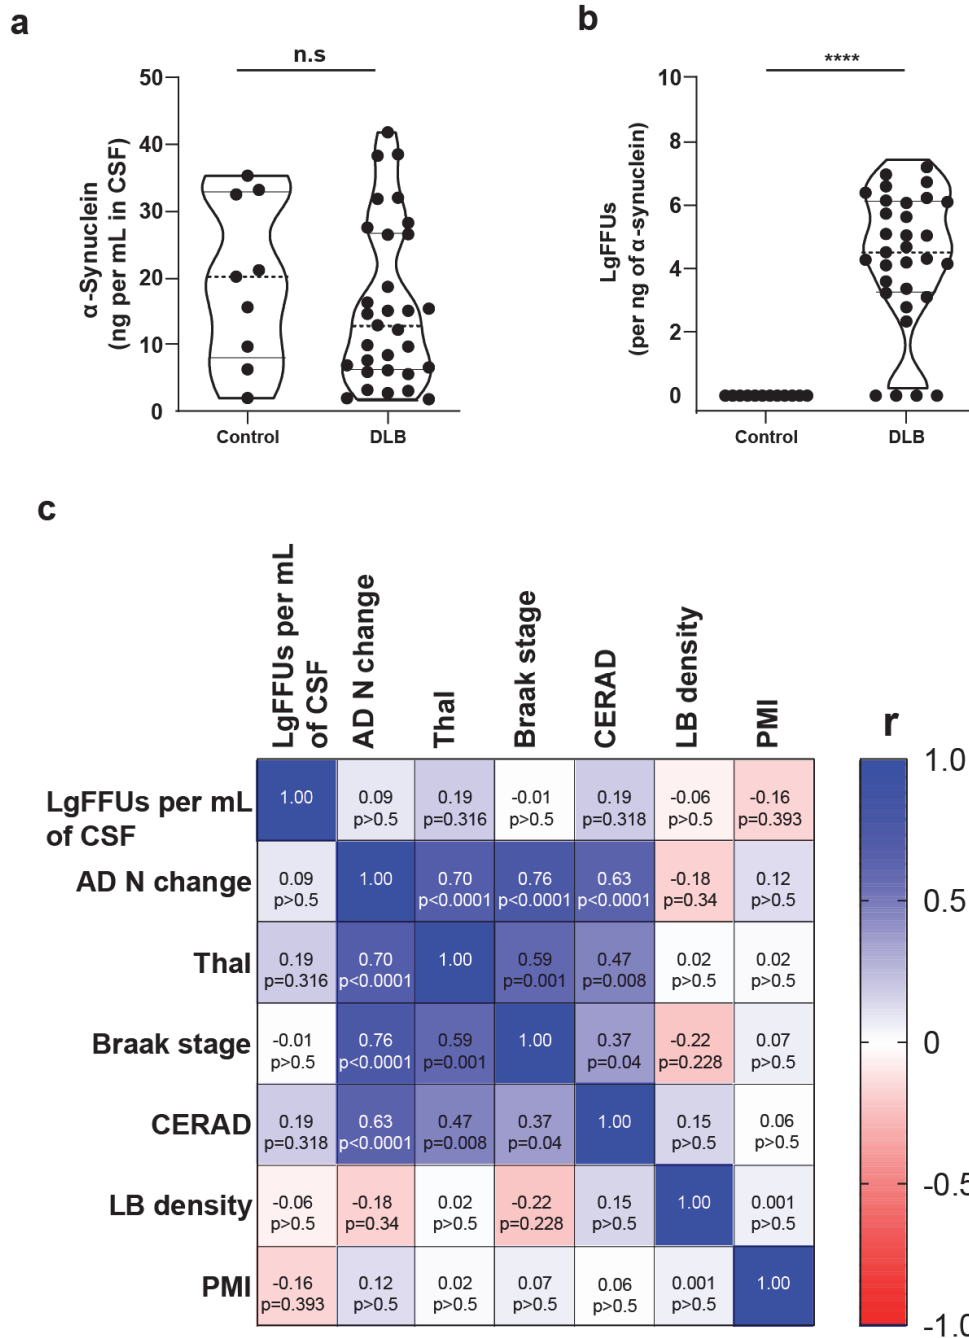 a
n.s
50
40
30
20
10
0
α-Synuclein
(ng per mL in CSF)
Control
DLB
b
****
10
8
6
4
2
0
LgFFUs
(per ng of α-synuclein)
Control
DLB
c
LgFFUs per mL
of CSF
AD N change
Thal
Braak stage
CERAD
LB density
PMI
r
LgFFUs per mL
of CSF
1.00
0.09
p>0.5
0.19
p=0.316
-0.01
p>0.5
0.19
p=0.318
-0.06
p>0.5
-0.16
p=0.393
AD N change
0.09
p>0.5
1.00
0.70
p<0.0001
0.76
p<0.0001
0.63
p<0.0001
-0.18
p=0.34
0.12
p>0.5
Thal
0.19
p=0.316
0.70
p<0.0001
1.00
0.59
p=0.001
0.47
p=0.008
0.02
p>0.5
0.02
p>0.5
Braak stage
-0.01
p>0.5
0.76
p<0.0001
0.59
p=0.001
1.00
0.37
p=0.04
-0.22
p=0.228
0.07
p>0.5
CERAD
0.19
p=0.318
0.63
p<0.0001
0.47
p=0.008
0.37
p=0.04
1.00
0.15
p>0.5
0.06
p>0.5
LB density
-0.06
p>0.5
-0.18
p=0.34
0.02
p>0.5
-0.22
p=0.228
0.15
p>0.5
1.00
0.001
p>0.5
PMI
-0.16
p=0.393
0.12
p>0.5
0.02
p>0.5
0.07
p>0.5
0.06
p>0.5
0.001
p>0.5
1.00
1.0
0.5
0
-0.5
-1.0